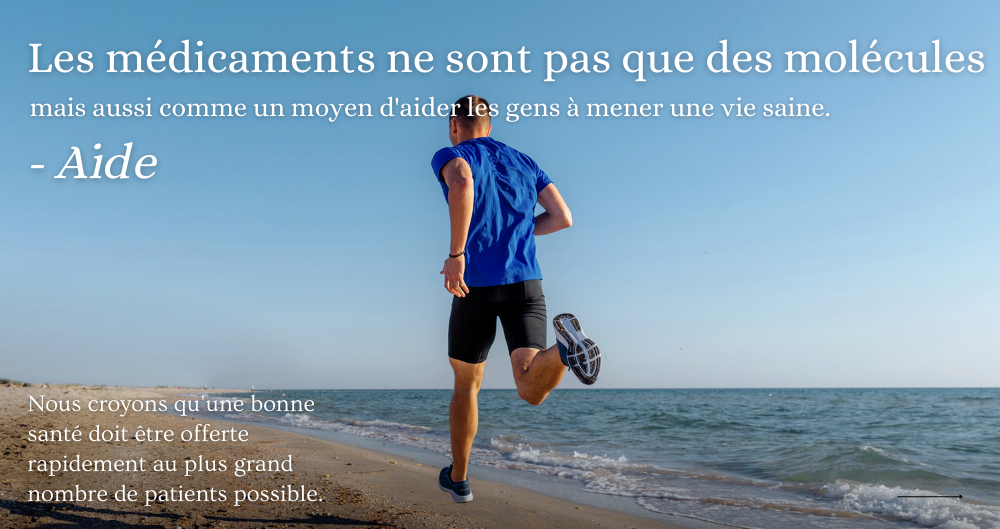 Les médicaments ne sont pas que des molécules
mais aussi comme un moyen d'aider les gens à mener une vie saine.
- Aide
Nous croyons qu'une bonne
santé doit être offerte
rapidement au plus grand
nombre de patients possible.